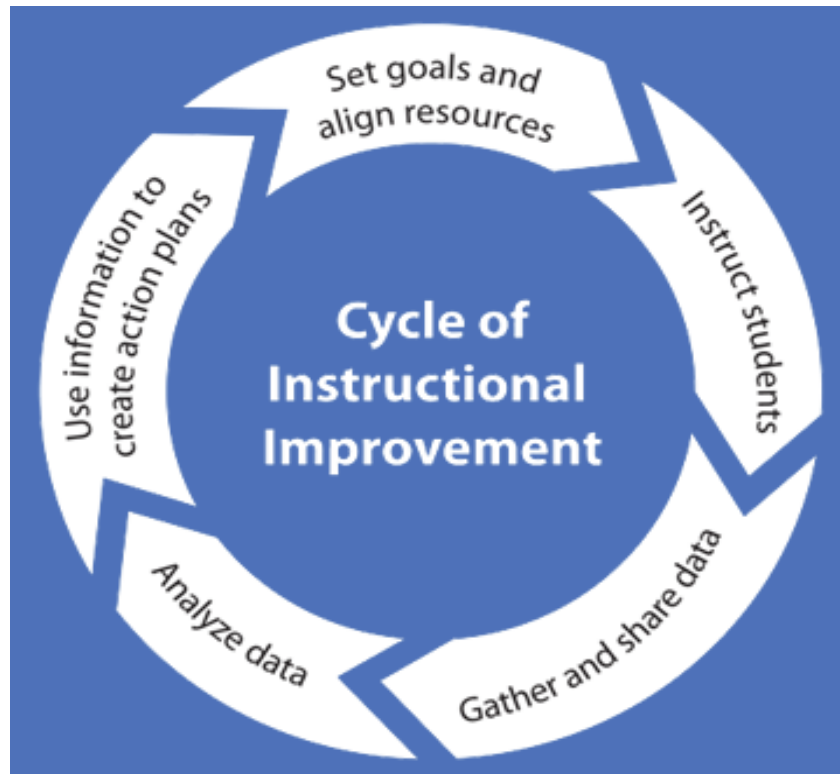 Cycle of
Instructional
Improvement
Set goals and
align resources
Instruct students
Gather and share data
Analyze data
Use information to
create action plans